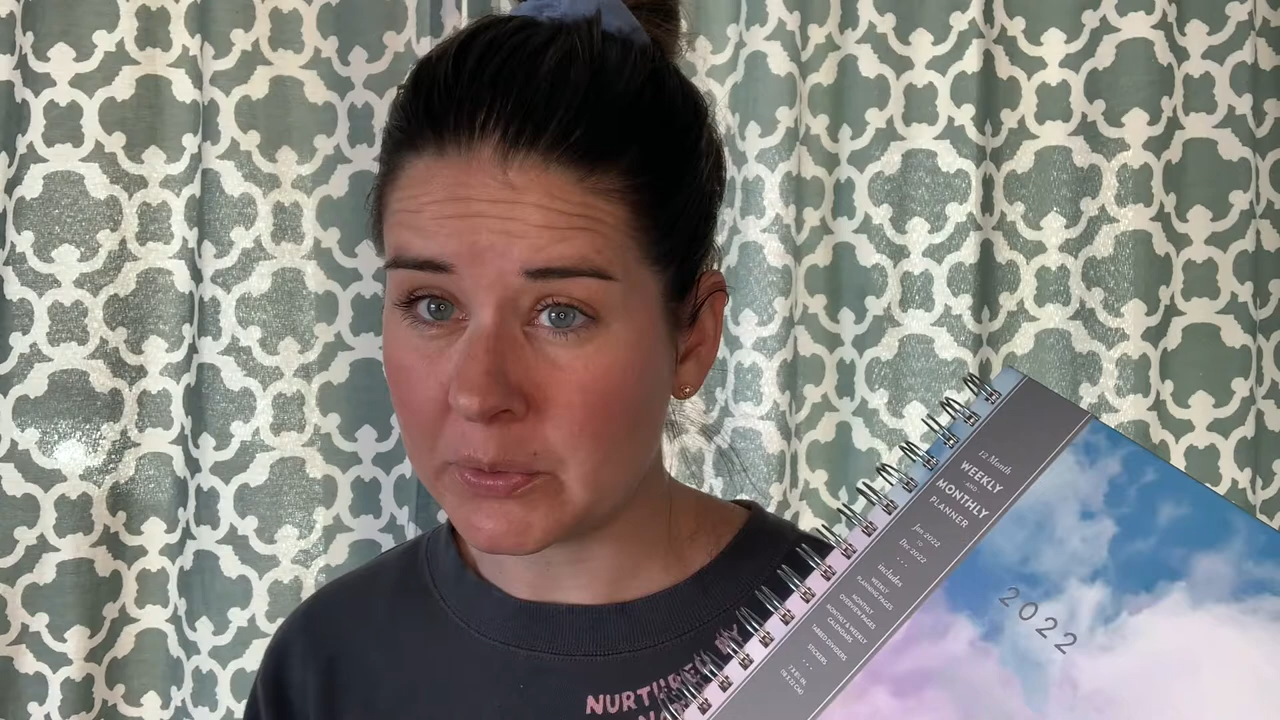 12 Month
WEEKLY
AND
MONTHLY
PLANNER
Jan 2022
TO
Dec 2022
includes
WEEKLY
PLANNING PAGES
MONTHLY
OVERVIEW PAGES
MONTHLY & WEEKLY
CALENDARS
TABBED DIVIDERS
STICKERS
2022